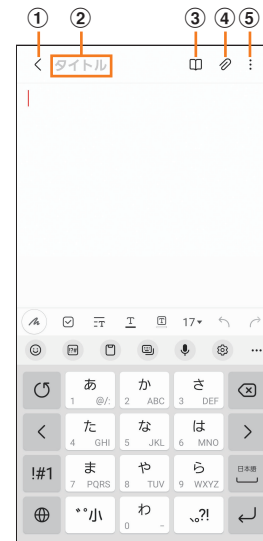 ① ② ③ ④ ⑤
タイトル
T T T 17
!?#
あ か さ
1 @/: 2 ABC 3 DEF
た な は
4 GHI 5 JKL 6 MNO
!#1 ま や ら 日本語
7 PQRS 8 TUV 9 WXYZ
゛゜小 わ 、。?!
0 _